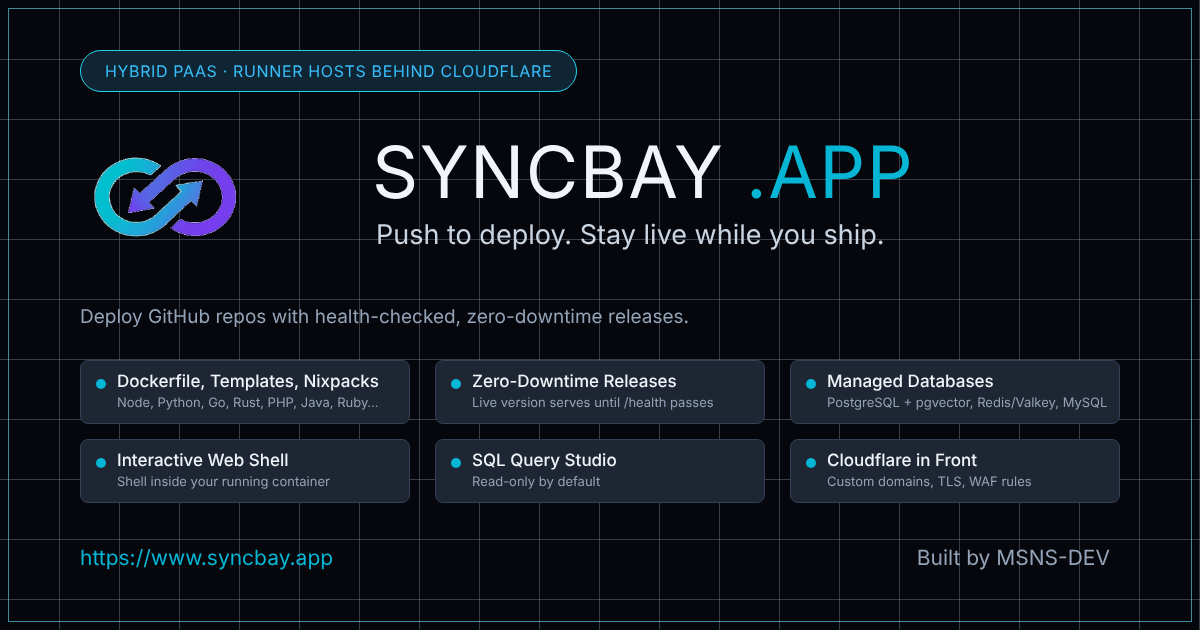 HYBRID PAAS · RUNNER HOSTS BEHIND CLOUDFLARE
SYNCBAY .APP
Push to deploy. Stay live while you ship.
Deploy GitHub repos with health-checked, zero-downtime releases.
Dockerfile, Templates, Nixpacks
Node, Python, Go, Rust, PHP, Java, Ruby...
Zero-Downtime Releases
Live version serves until /health passes
Managed Databases
PostgreSQL + pgvector, Redis/Valkey, MySQL
Interactive Web Shell
Shell inside your running container
SQL Query Studio
Read-only by default
Cloudflare in Front
Custom domains, TLS, WAF rules
https://www.syncbay.app
Built by MSNS-DEV